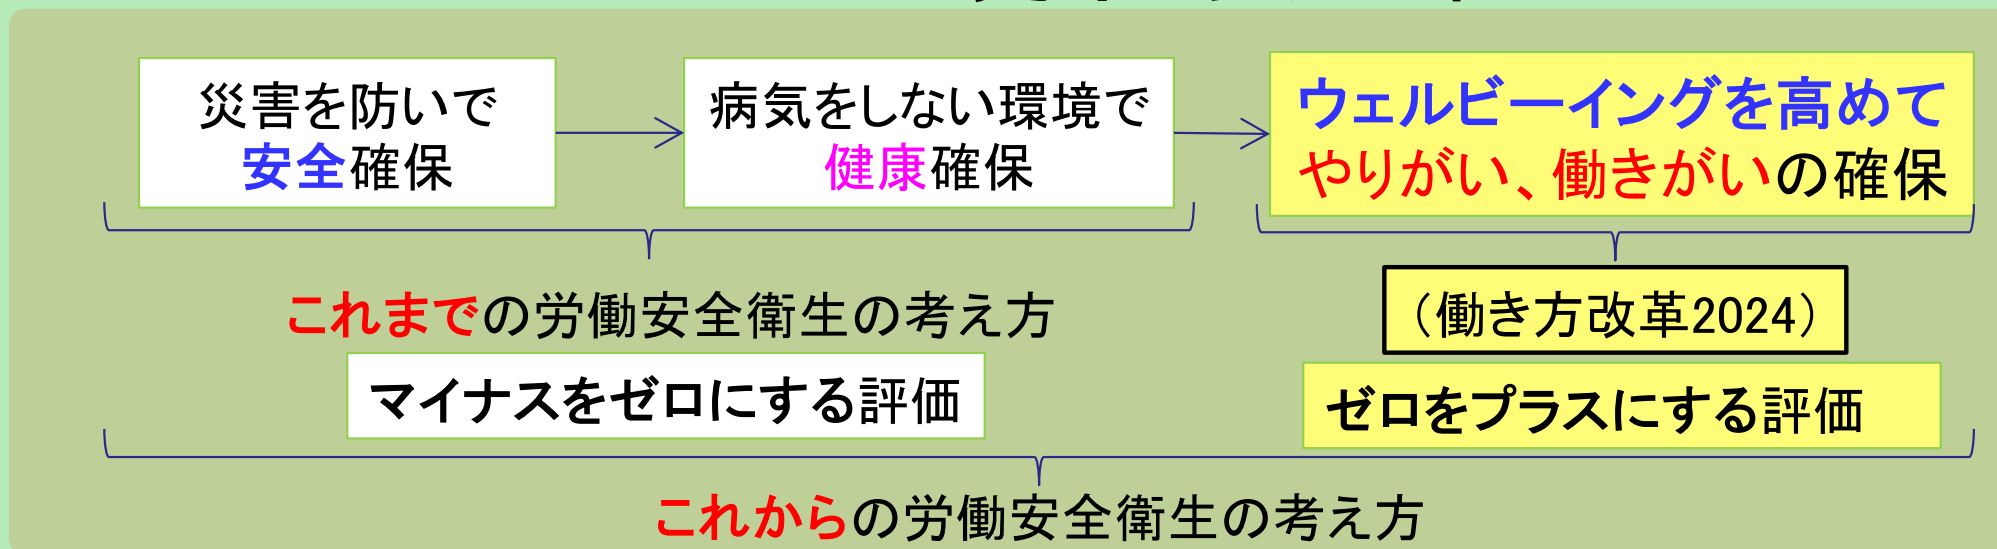 災害を防いで
安全確保
病気をしない環境で
健康確保
ウェルビーイングを高めて
やりがい、働きがいの確保
これまでの労働安全衛生の考え方
（働き方改革2024）
マイナスをゼロにする評価
ゼロをプラスにする評価
これからの労働安全衛生の考え方